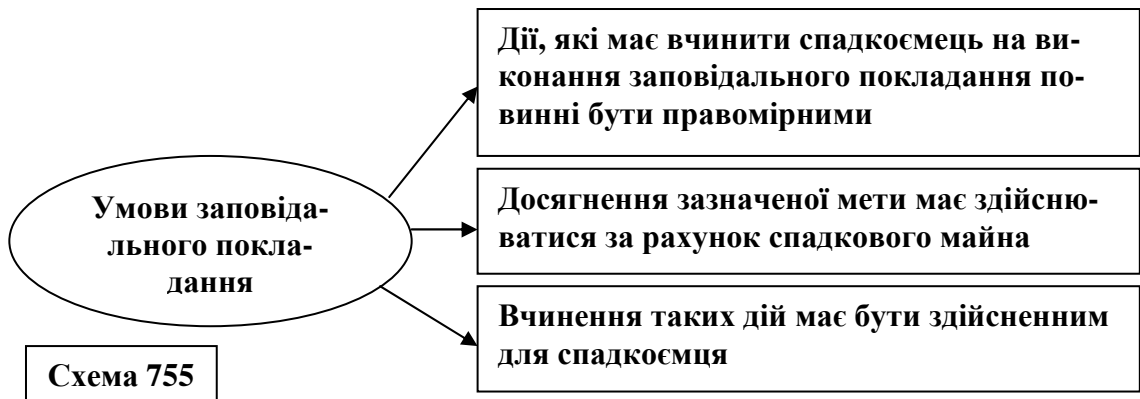 Дії, які має вчинити спадкоємець на ви-
конання заповідального покладання по-
винні бути правомірними
Умови заповіда-
льного покла-
дання
Досягнення зазначеної мети має здійсню-
ватися за рахунок спадкового майна
Вчинення таких дій має бути здійсненним
для спадкоємця
Схема 755